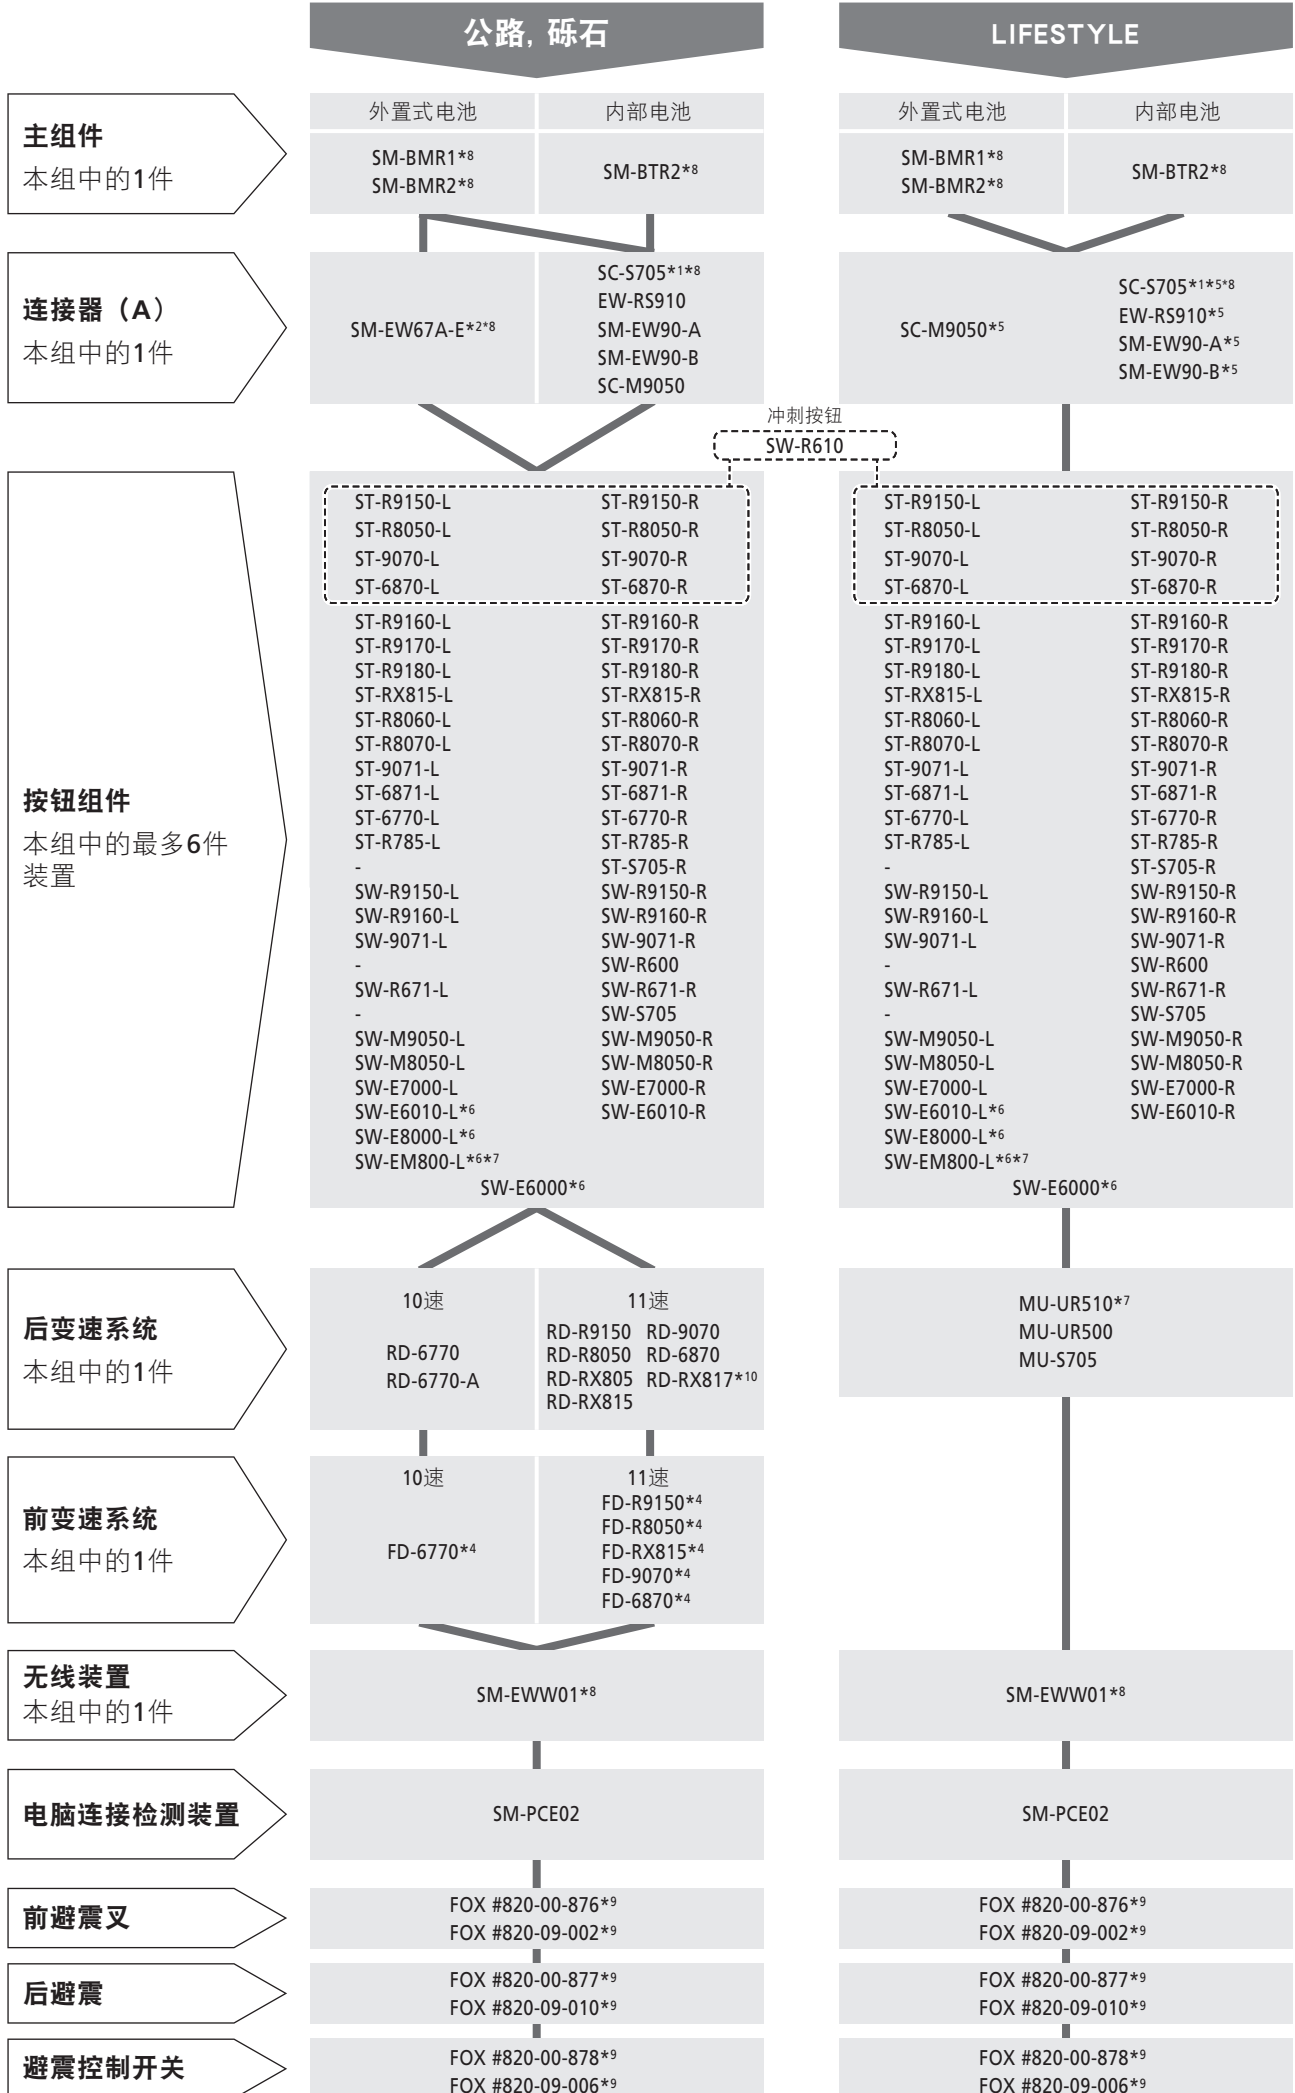 公路, 砾石
LIFESTYLE
主组件
本组中的1件
外置式电池
内部电池
外置式电池
内部电池
SM-BMR1*8
SM-BMR2*8
SM-BTR2*8
SM-BMR1*8
SM-BMR2*8
SM-BTR2*8
连接器（A）
本组中的1件
SM-EW67A-E*2*8
SC-S705*1*8
EW-RS910
SM-EW90-A
SM-EW90-B
SC-M9050
SC-M9050*5
SC-S705*1*5*8
EW-RS910*5
SM-EW90-A*5
SM-EW90-B*5
冲刺按钮
SW-R610
按钮组件
本组中的最多6件
装置
ST-R9150-L ST-R9150-R
ST-R8050-L ST-R8050-R
ST-9070-L ST-9070-R
ST-6870-L ST-6870-R
ST-R9160-L ST-R9160-R
ST-R9170-L ST-R9170-R
ST-R9180-L ST-R9180-R
ST-RX815-L ST-RX815-R
ST-R8060-L ST-R8060-R
ST-R8070-L ST-R8070-R
ST-9071-L ST-9071-R
ST-6871-L ST-6871-R
ST-6770-L ST-6770-R
ST-R785-L ST-R785-R
- ST-S705-R
SW-R9150-L SW-R9150-R
SW-R9160-L SW-R9160-R
SW-9071-L SW-9071-R
- SW-R600
SW-R671-L SW-R671-R
- SW-S705
SW-M9050-L SW-M9050-R
SW-M8050-L SW-M8050-R
SW-E7000-L SW-E7000-R
SW-E6010-L*6 SW-E6010-R
SW-E8000-L*6
SW-EM800-L*6*7
SW-E6000*6
ST-R9150-L ST-R9150-R
ST-R8050-L ST-R8050-R
ST-9070-L ST-9070-R
ST-6870-L ST-6870-R
ST-R9160-L ST-R9160-R
ST-R9170-L ST-R9170-R
ST-R9180-L ST-R9180-R
ST-RX815-L ST-RX815-R
ST-R8060-L ST-R8060-R
ST-R8070-L ST-R8070-R
ST-9071-L ST-9071-R
ST-6871-L ST-6871-R
ST-6770-L ST-6770-R
ST-R785-L ST-R785-R
- ST-S705-R
SW-R9150-L SW-R9150-R
SW-R9160-L SW-R9160-R
SW-9071-L SW-9071-R
- SW-R600
SW-R671-L SW-R671-R
- SW-S705
SW-M9050-L SW-M9050-R
SW-M8050-L SW-M8050-R
SW-E7000-L SW-E7000-R
SW-E6010-L*6 SW-E6010-R
SW-E8000-L*6
SW-EM800-L*6*7
SW-E6000*6
后变速系统
本组中的1件
10速
RD-6770
RD-6770-A
11速
RD-R9150 RD-9070
RD-R8050 RD-6870
RD-RX805 RD-RX817*10
RD-RX815
MU-UR510*7
MU-UR500
MU-S705
前变速系统
本组中的1件
10速
FD-6770*4
11速
FD-R9150*4
FD-R8050*4
FD-RX815*4
FD-9070*4
FD-6870*4
无线装置
本组中的1件
SM-EWW01*8
SM-EWW01*8
电脑连接检测装置
SM-PCE02
SM-PCE02
前避震叉
FOX #820-00-876*9
FOX #820-09-002*9
FOX #820-00-876*9
FOX #820-09-002*9
后避震
FOX #820-00-877*9
FOX #820-09-010*9
FOX #820-00-877*9
FOX #820-09-010*9
避震控制开关
FOX #820-00-878*9
FOX #820-09-006*9
FOX #820-00-878*9
FOX #820-09-006*9